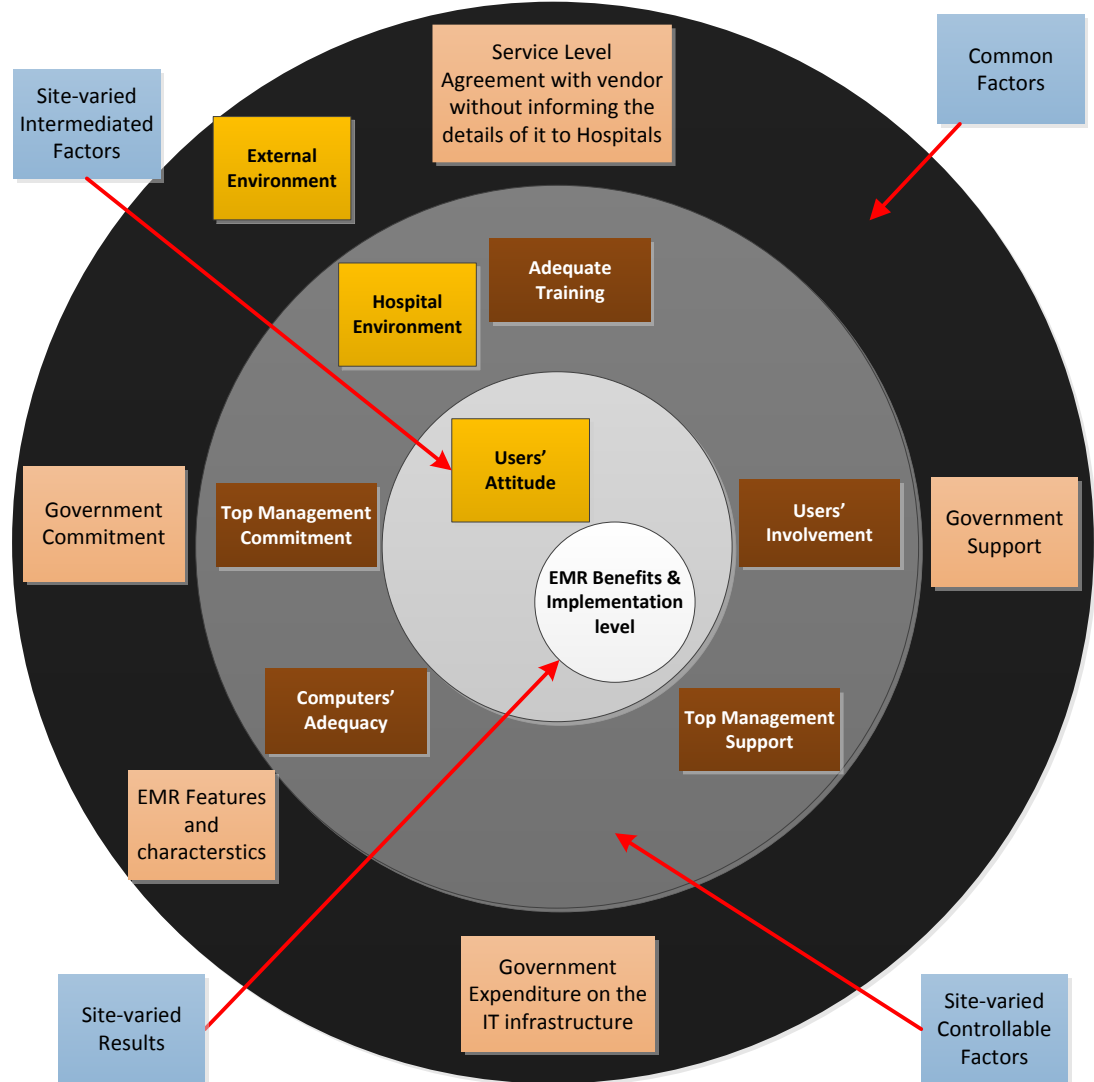 Service Level
Agreement with vendor
without informing the
details of it to Hospitals
Common
Factors
Site-varied
Intermediated
Factors
External
Environment
Adequate
Training
Hospital
Environment
Users’
Attitude
Government
Commitment
Top Management
Commitment
Users’
Involvement
Government
Support
EMR Benefits &
Implementation
level
Computers’
Adequacy
Top Management
Support
EMR Features
and
characterstics
Government
Expenditure on the
IT infrastructure
Site-varied
Results
Site-varied
Controllable
Factors